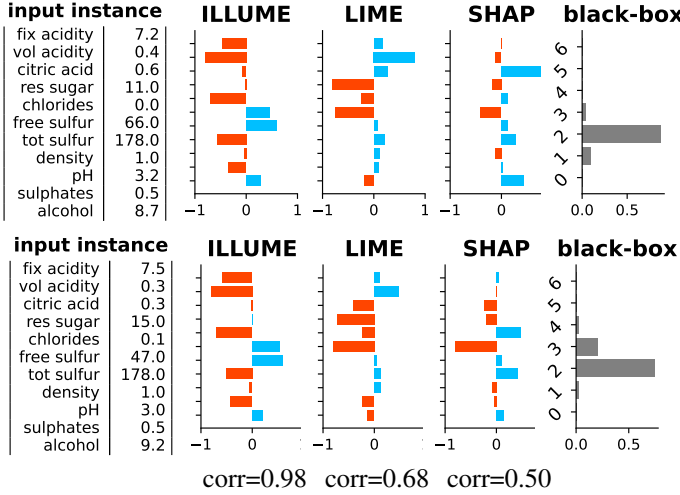 input instance ILLUME LIME SHAP black-box
fix acidity 7.2
vol acidity 0.4
citric acid 0.6
res sugar 11.0
chlorides 0.0
free sulfur 66.0
tot sulfur 178.0
density 1.0
pH 3.2
sulphates 0.5
alcohol 8.7
6
5
4
3
2
1
0
−1 0 1 −1 0 1 −1 0 0.0 0.5
input instance ILLUME LIME SHAP black-box
fix acidity 7.5
vol acidity 0.3
citric acid 0.3
res sugar 15.0
chlorides 0.1
free sulfur 47.0
tot sulfur 178.0
density 1.0
pH 3.0
sulphates 0.5
alcohol 9.2
6
5
4
3
2
1
0
−1 0 −1 0 −1 0 0.0 0.5
corr=0.98 corr=0.68 corr=0.50